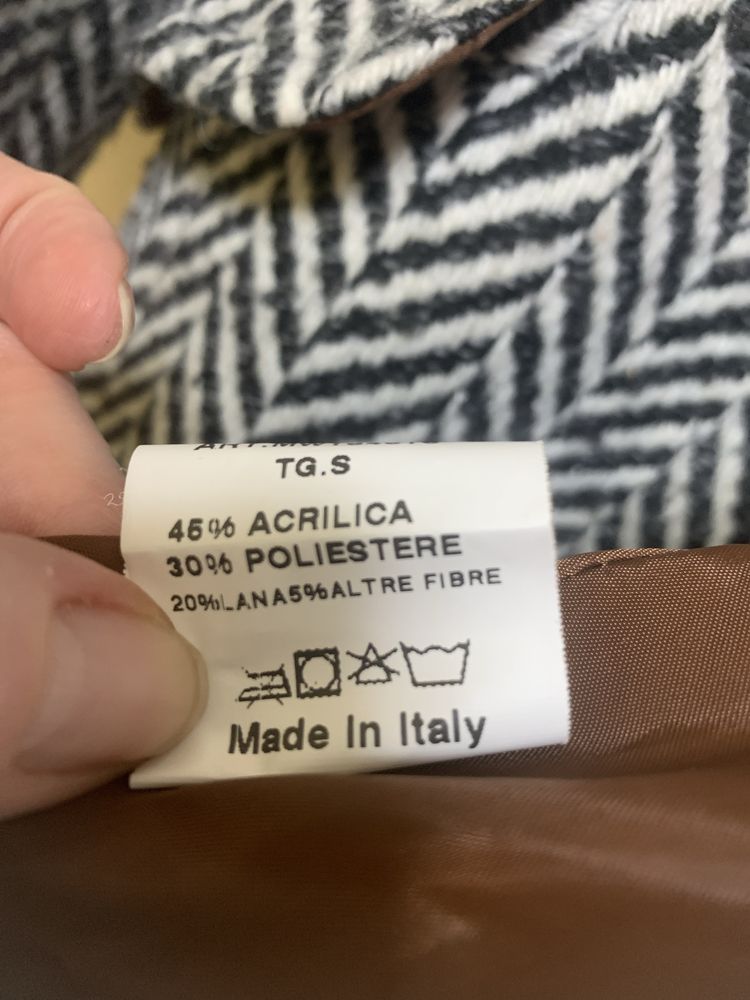 TG.S
45% ACRILICA
30% POLIESTERE
20%LANA5%ALTRE FIBRE
Made In Italy